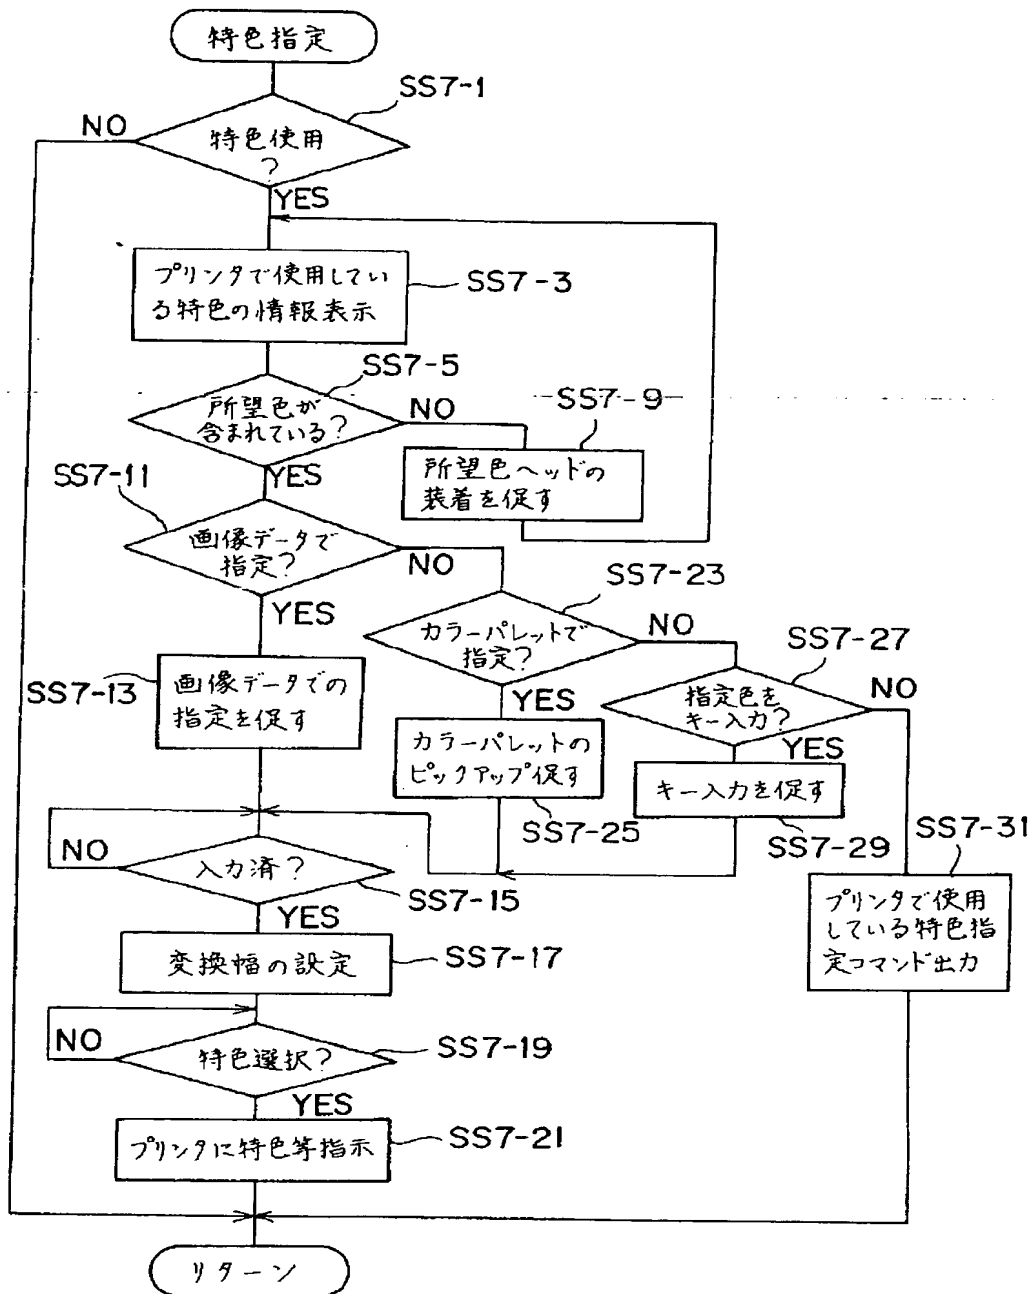 特色指定
SS7-1
NO
特色使用
?
YES
プリンタで使用してい
る特色の情報表示
SS7-3
SS7-5
所望色が
含まれている?
NO
SS7-9
所望色ヘッドの
装着を促す
YES
SS7-11
画像データで
指定?
NO
YES
SS7-23
カラーパレットで
指定?
NO
YES
SS7-27
指定色を
キー入力?
NO
YES
SS7-13
画像データでの
指定を促す
カラーパレットの
ピックアップ促す
SS7-25
キー入力を促す
SS7-29
SS7-31
プリンタで使用
している特色指
定コマンド出力
NO
入力済?
SS7-15
YES
変換幅の設定
SS7-17
NO
特色選択?
SS7-19
YES
プリンタに特色等指示
SS7-21
リターン